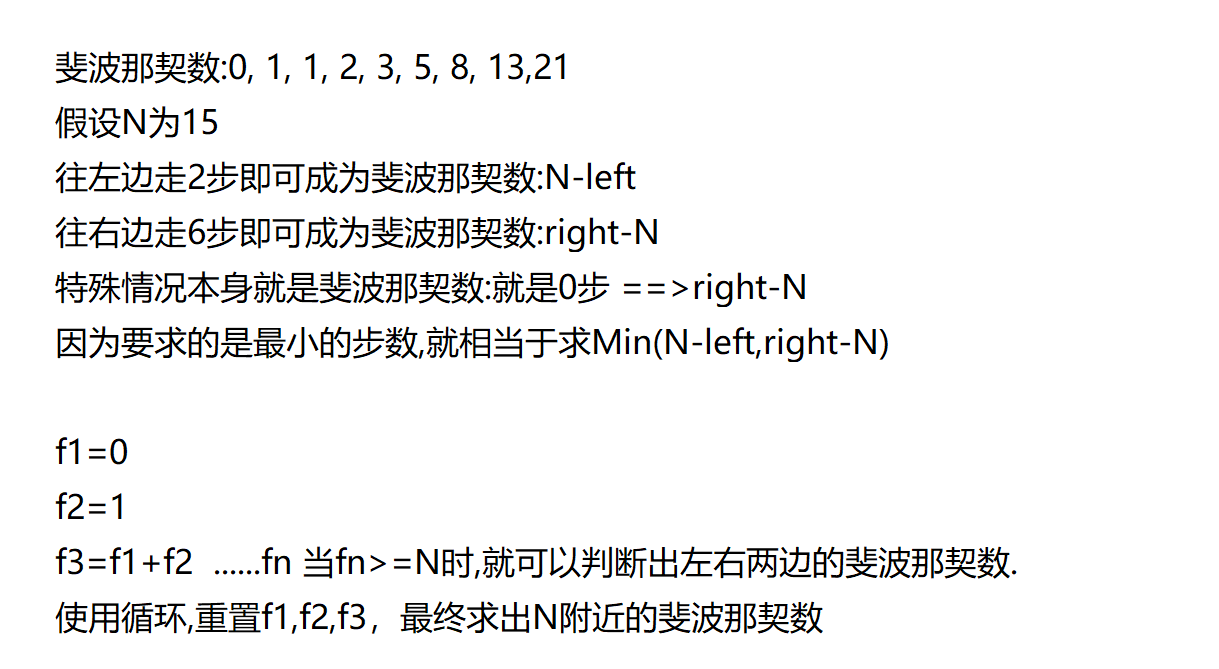 斐波那契数:0, 1, 1, 2, 3, 5, 8, 13,21
假设N为15
往左边走2步即可成为斐波那契数:N-left
往右边走6步即可成为斐波那契数:right-N
特殊情况本身就是斐波那契数:就是0步 ==>right-N
因为要求的是最小的步数,就相当于求Min(N-left,right-N)
f1=0
f2=1
f3=f1+f2 ......fn 当fn>=N时,就可以判断出左右两边的斐波那契数.
使用循环,重置f1,f2,f3，最终求出N附近的斐波那契数